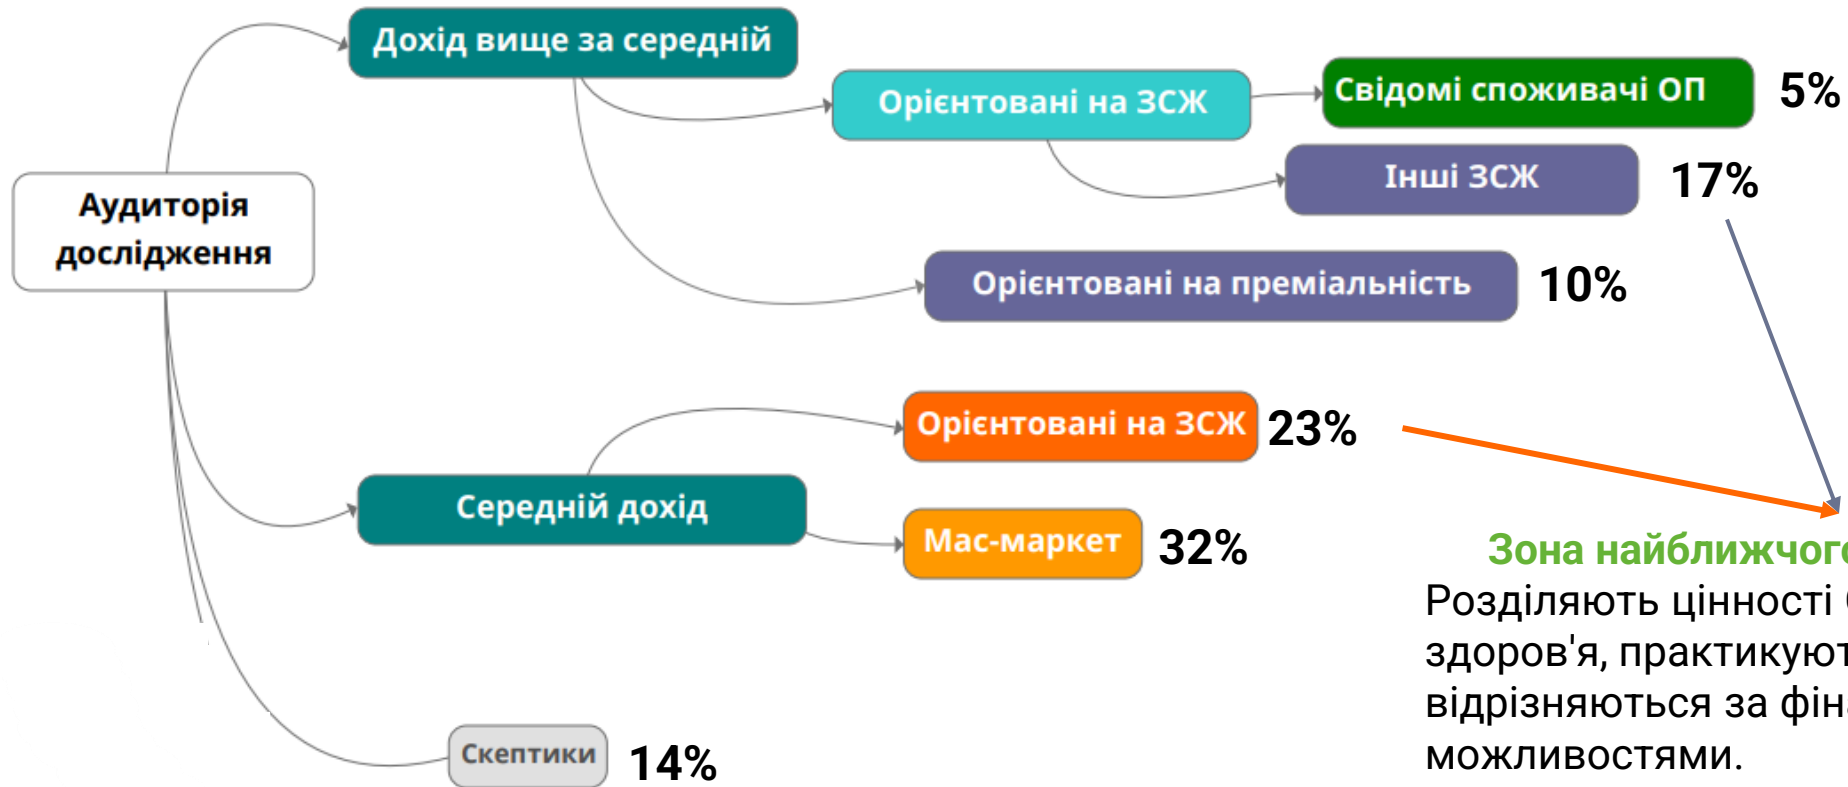 Дохід вище за середній
Орієнтовані на ЗСЖ
Свідомі споживачі ОП
5%
Інші ЗСЖ
17%
Аудиторія
дослідження
Орієнтовані на преміальність
10%
Орієнтовані на ЗСЖ
23%
Середній дохід
Мас-маркет
32%
Зона найближчого
Розділяють цінності
здоров'я,
відрізняються за
можливостями.
Скептики
14%